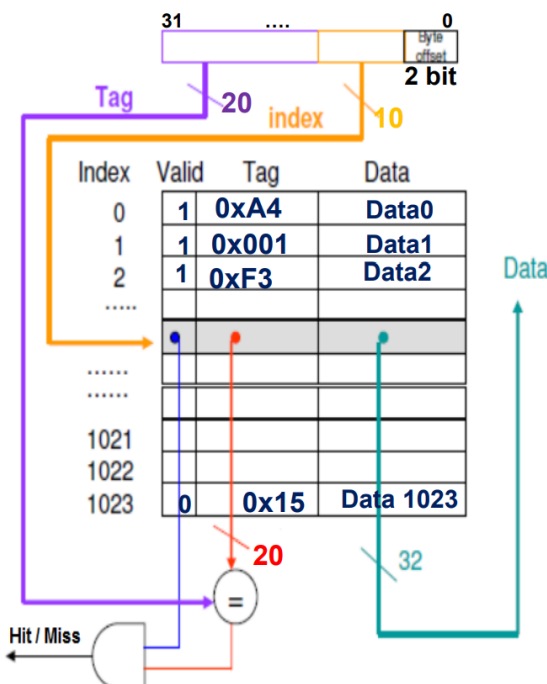 31 .... 0
Byte
offset
2 bit
Tag 20
index 10
Index Valid Tag Data
0 1 0xA4 Data0
1 1 0x001 Data1
2 1 0xF3 Data2
Data
.....
......
......
1021
1022
1023 0 0x15 Data 1023
20
32
=
Hit / Miss